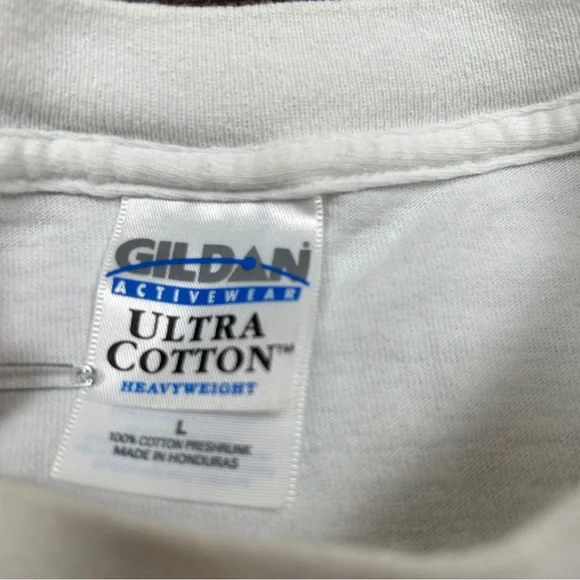 GILDAN
ACTIVEWEAR
ULTRA
COTTON™
HEAVYWEIGHT
L
100% COTTON PRESHRUNK
MADE IN HONDURAS